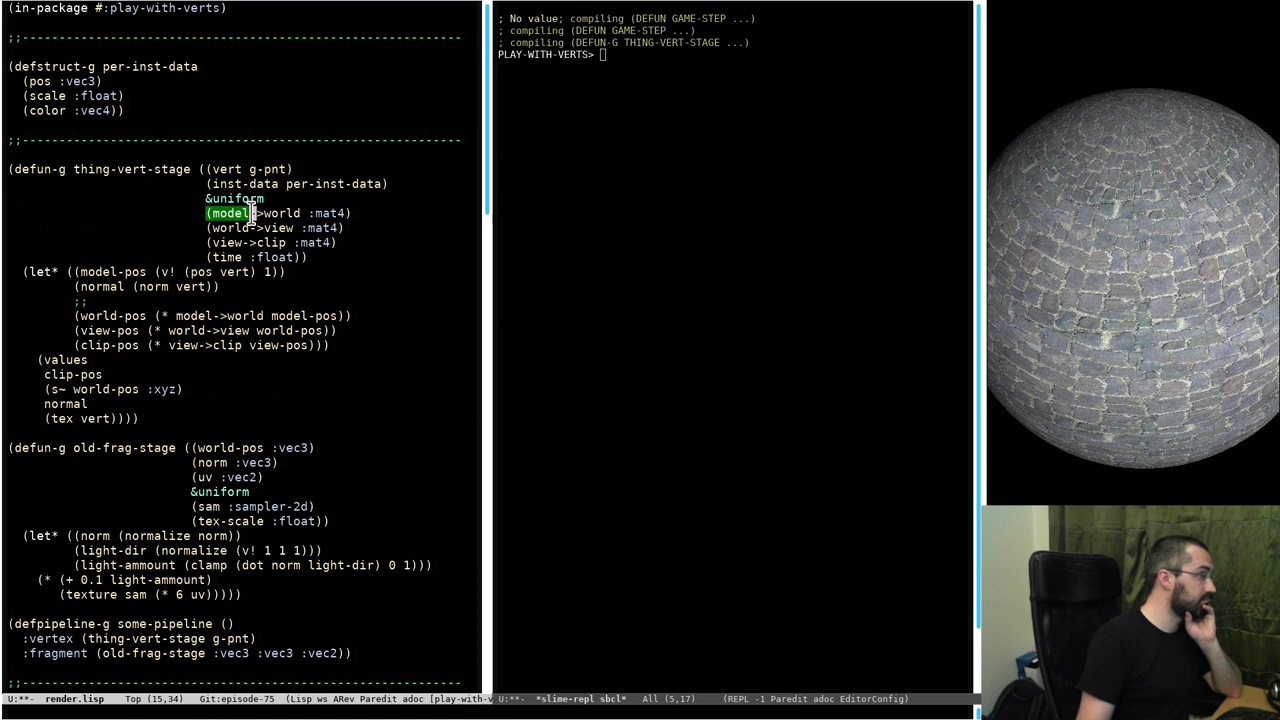 (in-package #:play-with-verts)
;;------------------------------------------------------------
(defstruct-g per-inst-data
  (pos :vec3)
  (scale :float)
  (color :vec4))
;;------------------------------------------------------------
(defun-g thing-vert-stage ((vert g-pnt)
                           (inst-data per-inst-data)
                           &uniform
                           (model->world :mat4)
                           (world->view :mat4)
                           (view->clip :mat4)
                           (time :float))
  (let* ((model-pos (v! (pos vert) 1))
         (normal (norm vert))
         ;;
         (world-pos (* model->world model-pos))
         (view-pos (* world->view world-pos))
         (clip-pos (* view->clip view-pos)))
    (values
     clip-pos
     (s~ world-pos :xyz)
     normal
     (tex vert))))
(defun-g old-frag-stage ((world-pos :vec3)
                         (norm :vec3)
                         (uv :vec2)
                         &uniform
                         (sam :sampler-2d)
                         (tex-scale :float))
  (let* ((norm (normalize norm))
         (light-dir (normalize (v! 1 1 1)))
         (light-ammount (clamp (dot norm light-dir) 0 1)))
    (* (+ 0.1 light-ammount)
       (texture sam (* 6 uv)))))
(defpipeline-g some-pipeline ()
  :vertex (thing-vert-stage g-pnt)
  :fragment (old-frag-stage :vec3 :vec3 :vec2))
;;------------------------------------------------------------
U:**-  render.lisp    Top (15,34)   Git:episode-75  (Lisp ws ARev Paredit adoc [play-with-v
; No value; compiling (DEFUN GAME-STEP ...)
; compiling (DEFUN GAME-STEP ...)
; compiling (DEFUN-G THING-VERT-STAGE ...)
PLAY-WITH-VERTS>
U:**-  *slime-repl sbcl*   All (5,17)     (REPL -1 Paredit adoc EditorConfig)